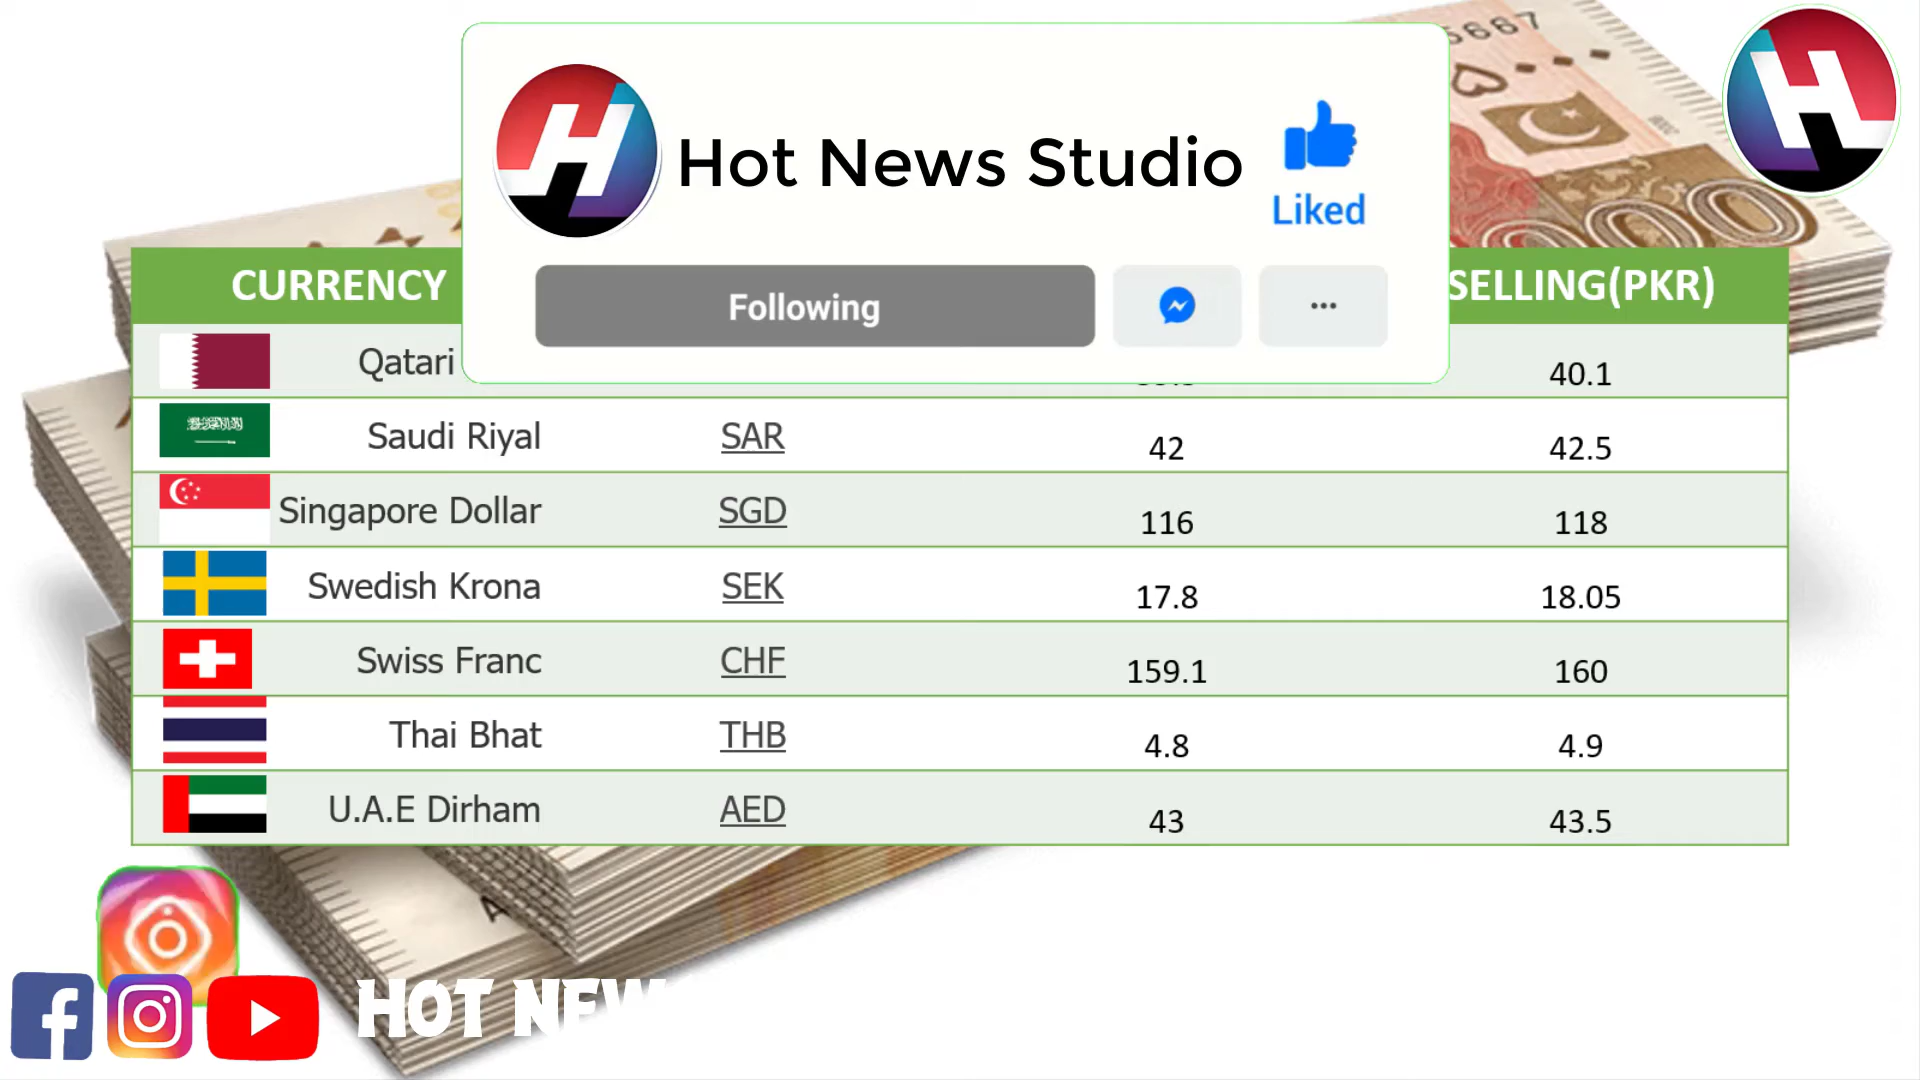 Hot News Studio
Liked
Following
CURRENCY SELLING(PKR)
Qatari 40.1
Saudi Riyal SAR 42 42.5
Singapore Dollar SGD 116 118
Swedish Krona SEK 17.8 18.05
Swiss Franc CHF 159.1 160
Thai Bhat THB 4.8 4.9
U.A.E Dirham AED 43 43.5
HOT NEW